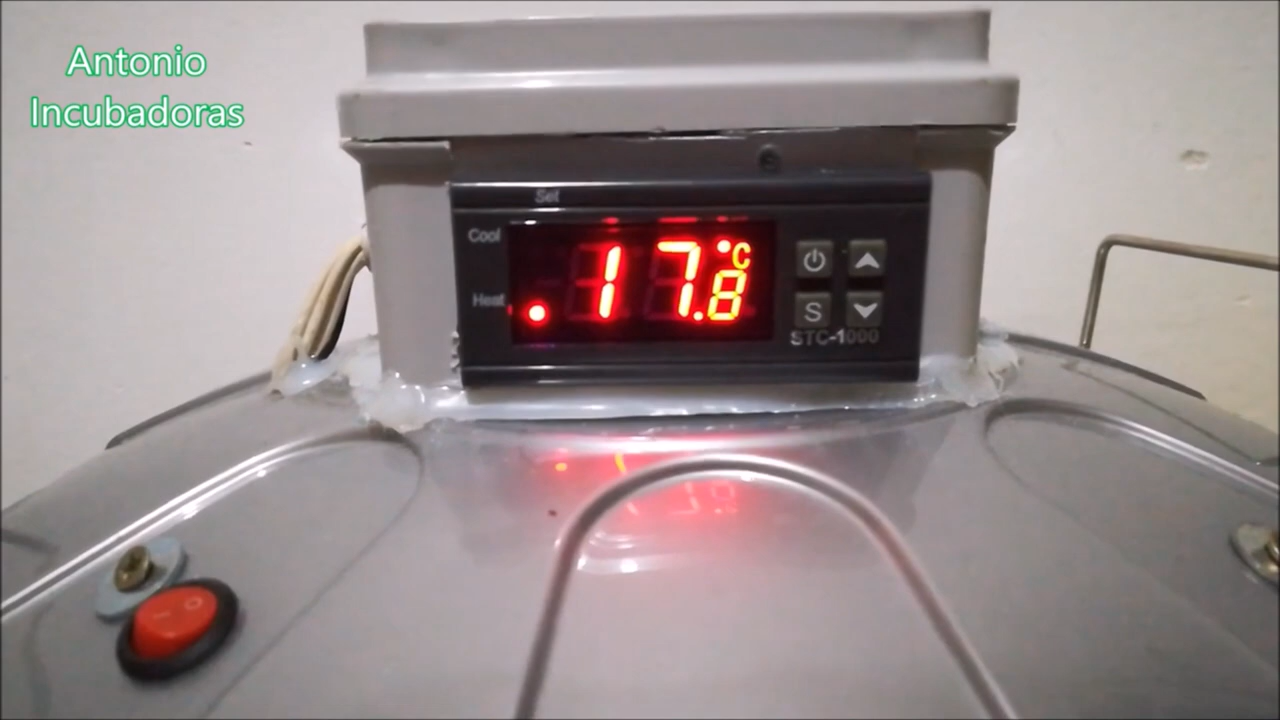 Antonio
Incubadoras
Set
Cool
Heat
17.8 °C
S
STC-1000